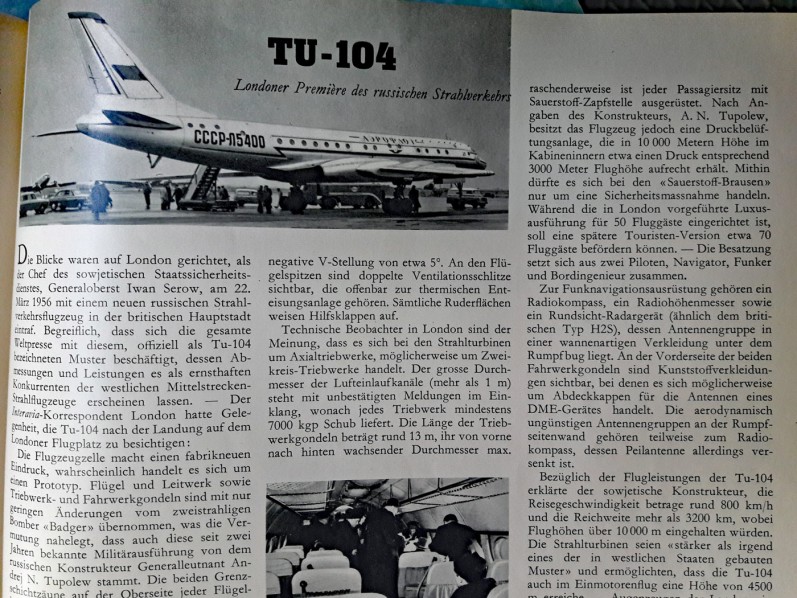 TU-104
Londoner Première des russischen Strahlverkehrs
СССР-Л5400
АЭРОФЛОТ
Die Blicke waren auf London gerichtet, als
der Chef des sowjetischen Staatssicherheits-
dienstes, Generaloberst Iwan Serow, am 22.
März 1956 mit einem neuen russischen Strahl-
verkehrsflugzeug in der britischen Hauptstadt
eintraf. Begreiflich, dass sich die gesamte
Weltpresse mit diesem, offiziell als Tu-104
bezeichneten Muster beschäftigt, dessen Ab-
messungen und Leistungen es als ernsthaften
Konkurrenten der westlichen Mittelstrecken-
Strahlflugzeuge erscheinen lassen. — Der
Interavia-Korrespondent London hatte Gele-
genheit, die Tu-104 nach der Landung auf dem
Londoner Flugplatz zu besichtigen:
Die Flugzeugzelle macht einen fabrikneuen
Eindruck, wahrscheinlich handelt es sich um
einen Prototyp. Flügel und Leitwerk sowie
Triebwerk- und Fahrwerkgondeln sind mit nur
geringen Änderungen vom zweistrahligen
Bomber «Badger» übernommen, was die Ver-
mutung nahelegt, dass auch diese seit zwei
Jahren bekannte Militärausführung von dem
russischen Konstrukteur Generalleutnant An-
drej N. Tupolew stammt. Die beiden Grenz-
schichtzäune auf der Oberseite jeder Flügel-
negative V-Stellung von etwa 5°. An den Flü-
gelspitzen sind doppelte Ventilationsschlitze
sichtbar, die offenbar zur thermischen Ent-
eisungsanlage gehören. Sämtliche Ruderflächen
weisen Hilfsklappen auf.
Technische Beobachter in London sind der
Meinung, dass es sich bei den Strahlturbinen
um Axialtriebwerke, möglicherweise um Zwei-
kreis-Triebwerke handelt. Der grosse Durch-
messer der Lufteinlaufkanäle (mehr als 1 m)
steht mit unbestätigten Meldungen im Ein-
klang, wonach jedes Triebwerk mindestens
7000 kgp Schub liefert. Die Länge der Trieb-
werkgondeln beträgt rund 13 m, ihr von vorne
nach hinten wachsender Durchmesser max.
raschenderweise ist jeder Passagiersitz mit
Sauerstoff-Zapfstelle ausgerüstet. Nach An-
gaben des Konstrukteurs, A. N. Tupolew,
besitzt das Flugzeug jedoch eine Druckbelüf-
tungsanlage, die in 10 000 Metern Höhe im
Kabineninnern etwa einen Druck entsprechend
3000 Meter Flughöhe aufrecht erhält. Mithin
dürfte es sich bei den «Sauerstoff-Brausen»
nur um eine Sicherheitsmassnahme handeln.
Während die in London vorgeführte Luxus-
ausführung für 50 Fluggäste eingerichtet ist,
soll eine spätere Touristen-Version etwa 70
Fluggäste befördern können. — Die Besatzung
setzt sich aus zwei Piloten, Navigator, Funker
und Bordingenieur zusammen.
Zur Funknavigationsausrüstung gehören ein
Radiokompass, ein Radiohöhenmesser sowie
ein Rundsicht-Radargerät (ähnlich dem briti-
schen Typ H2S), dessen Antennengruppe in
einer wannenartigen Verkleidung unter dem
Rumpfbug liegt. An der Vorderseite der beiden
Fahrwerkgondeln sind Kunststoffverkleidun-
gen sichtbar, bei denen es sich möglicherweise
um Abdeckkappen für die Antennen eines
DME-Gerätes handelt. Die aerodynamisch
ungünstigen Antennengruppen an der Rumpf-
seitenwand gehören teilweise zum Radio-
kompass, dessen Peilantenne allerdings ver-
senkt ist.
Bezüglich der Flugleistungen der Tu-104
erklärte der sowjetische Konstrukteur, die
Reisegeschwindigkeit betrage rund 800 km/h
und die Reichweite mehr als 3200 km, wobei
Flughöhen über 10 000 m eingehalten würden.
Die Strahlturbinen seien «stärker als irgend
eines der in westlichen Staaten gebauten
Muster» und ermöglichten, dass die Tu-104
auch im Einmotorenflug eine Höhe von 4500